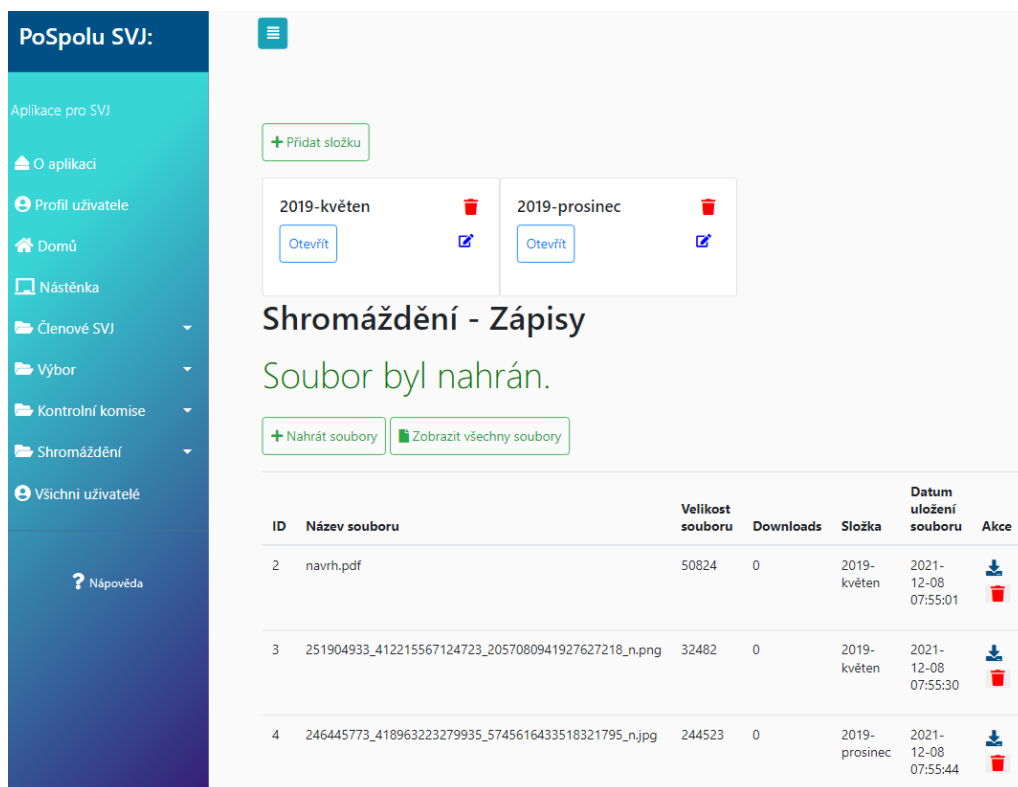 PoSpolu SVJ:
Aplikace pro SVJ
O aplikaci
Profil uživatele
Domů
Nástěnka
Členové SVJ
Výbor
Kontrolní komise
Shromáždění
Všichni uživatelé
? Nápověda
+ Přidat složku
2019-květen
Otevřít
2019-prosinec
Otevřít
Shromáždění - Zápisy
Soubor byl nahrán.
+ Nahrát soubory
Zobrazit všechny soubory
ID Název souboru Velikost souboru Downloads Složka Datum uložení souboru Akce
2 navrh.pdf 50824 0 2019-květen 2021-12-08 07:55:01
3 251904933_412215567124723_2057080941927627218_n.png 32482 0 2019-květen 2021-12-08 07:55:30
4 246445773_418963223279935_5745616433518321795_n.jpg 244523 0 2019-prosinec 2021-12-08 07:55:44